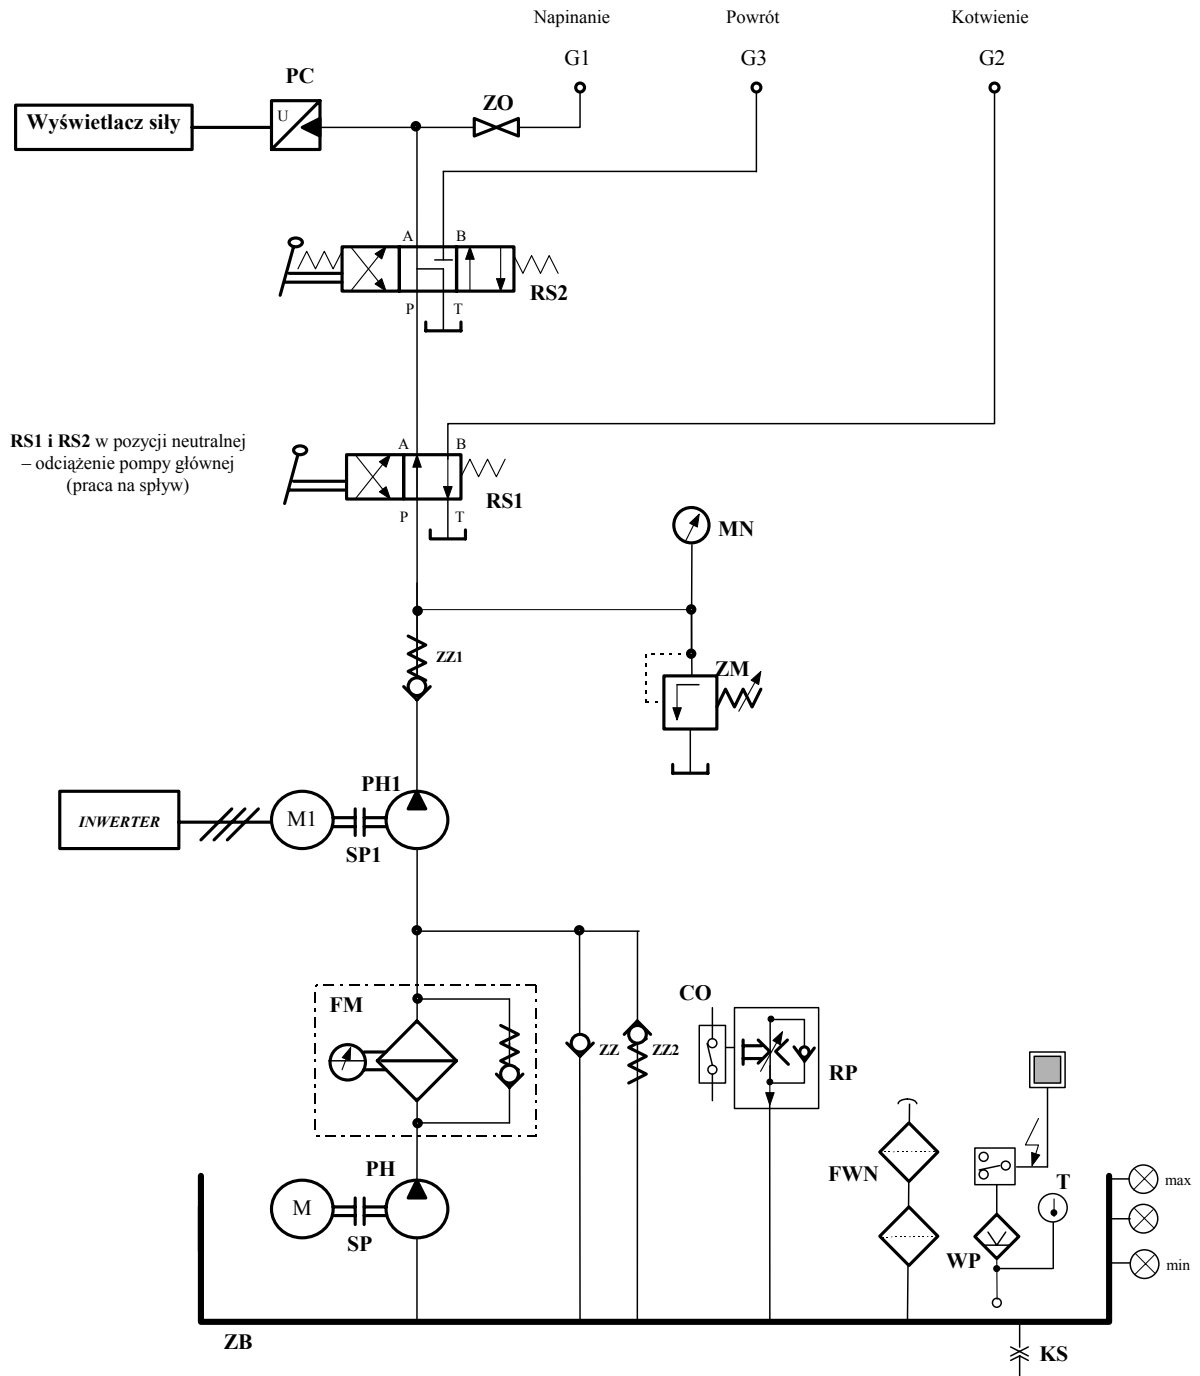 Napinanie
Powrót
Kotwienie
G1
G3
G2
PC
ZO
Wyświetlacz siły
U
A
B
RS2
P
T
RS1 i RS2 w pozycji neutralnej
– odciążenie pompy głównej
(praca na spływ)
A
B
RS1
P
T
MN
ZZ1
ZM
PH1
INWERTER
M1
SP1
FM
CO
ZZ
ZZ2
RP
PH
FWN
T
max
M
SP
WP
min
ZB
KS